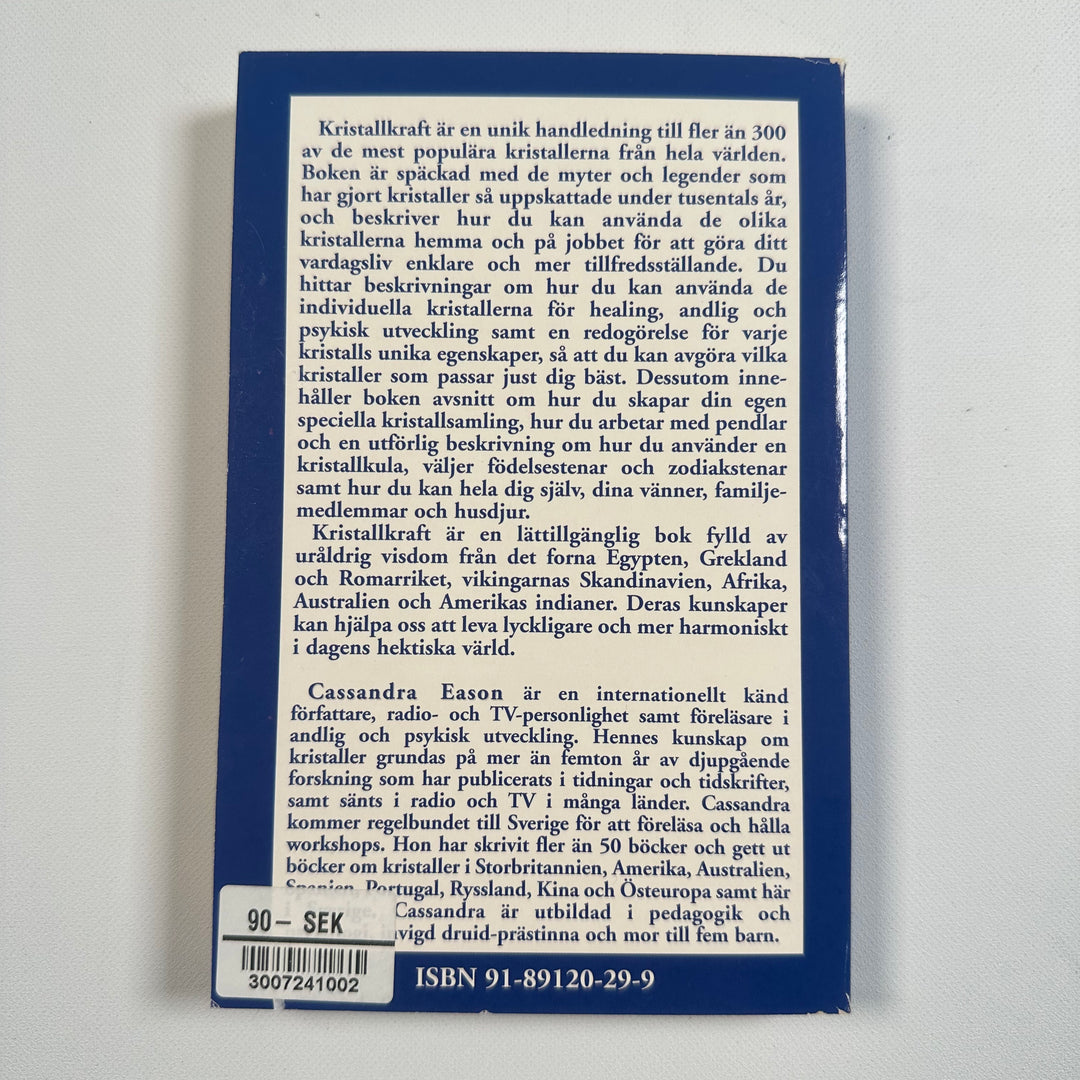 Kristallkraft är en unik handledning till fler än 300
av de mest populära kristallerna från hela världen.
Boken är späckad med de myter och legender som
har gjort kristaller så uppskattade under tusentals år,
och beskriver hur du kan använda de olika
kristallerna hemma och på jobbet för att göra ditt
vardagsliv enklare och mer tillfredsställande. Du
hittar beskrivningar om hur du kan använda de
individuella kristallerna för healing, andlig och
psykisk utveckling samt en redogörelse för varje
kristalls unika egenskaper, så att du kan avgöra vilka
kristaller som passar just dig bäst. Dessutom inne-
håller boken avsnitt om hur du skapar din egen
speciella kristallsamling, hur du arbetar med pendlar
och en utförlig beskrivning om hur du använder en
kristallkula, väljer födelsestenar och zodiakstenar
samt hur du kan hela dig själv, dina vänner, familje-
medlemmar och husdjur.
Kristallkraft är en lättillgänglig bok fylld av
uråldrig visdom från det forna Egypten, Grekland
och Romarriket, vikingarnas Skandinavien, Afrika,
Australien och Amerikas indianer. Deras kunskaper
kan hjälpa oss att leva lyckligare och mer harmoniskt
i dagens hektiska värld.
Cassandra Eason är en internationellt känd
författare, radio- och TV-personlighet samt föreläsare i
andlig och psykisk utveckling. Hennes kunskap om
kristaller grundas på mer än femton år av djupgående
forskning som har publicerats i tidningar och tidskrifter,
samt sänts i radio och TV i många länder. Cassandra
kommer regelbundet till Sverige för att föreläsa och hålla
workshops. Hon har skrivit fler än 50 böcker och gett ut
böcker om kristaller i Storbritannien, Amerika, Australien,
Spanien, Portugal, Ryssland, Kina och Östeuropa samt här
i Sverige. Cassandra är utbildad i pedagogik och
invigd druid-prästinna och mor till fem barn.
90— SEK
3007241002
ISBN 91-89120-29-9